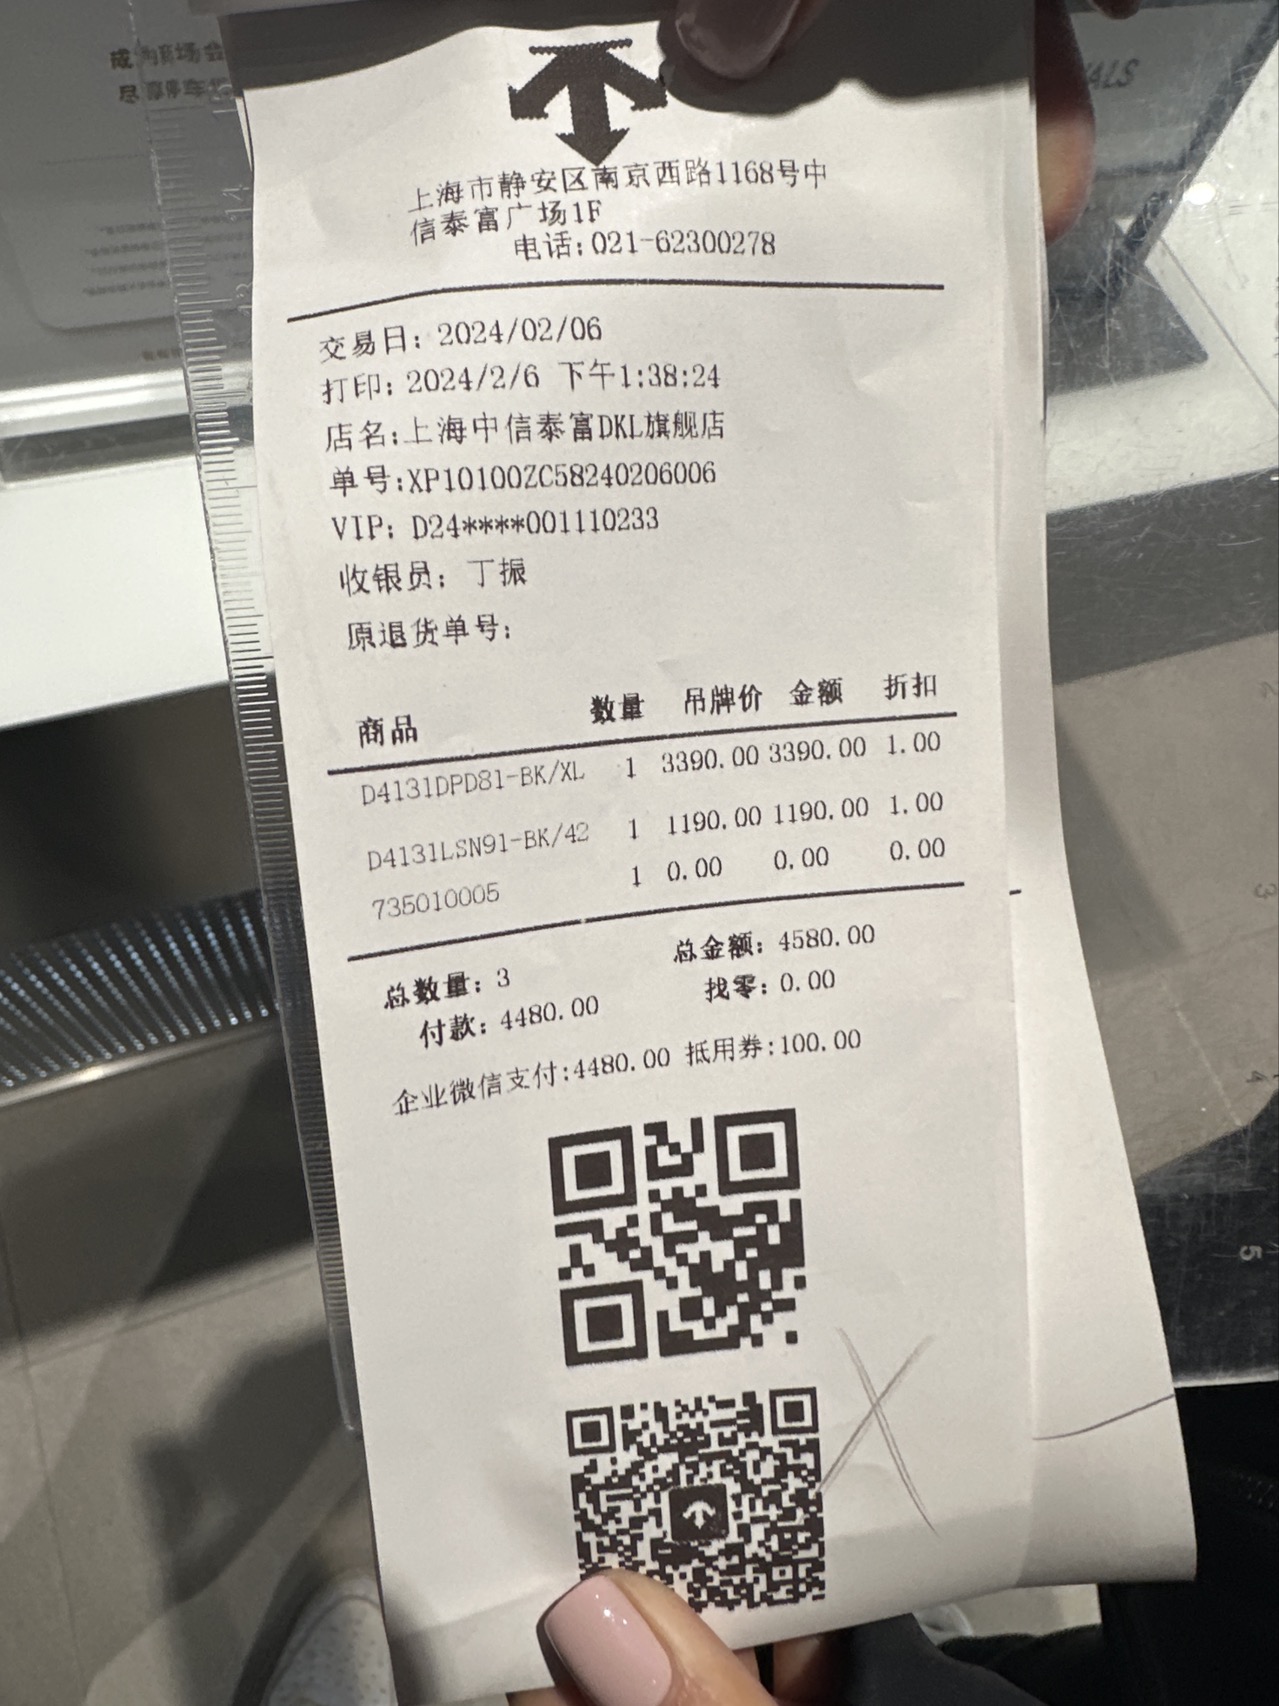 上海市静安区南京西路1168号中
信泰富广场1F
电话:021-62300278
交易日: 2024/02/06
打印: 2024/2/6 下午1:38:24
店名:上海中信泰富DKL旗舰店
单号:XP10100ZC58240206006
VIP: D24****001110233
收银员: 丁振
原退货单号:
商品 数量 吊牌价 金额 折扣
D4131DPD81-BK/XL 1 3390.00 3390.00 1.00
D4131LSN91-BK/42 1 1190.00 1190.00 1.00
735010005 1 0.00 0.00 0.00
总数量: 3 总金额: 4580.00
付款: 4480.00 找零: 0.00
企业微信支付:4480.00 抵用券:100.00